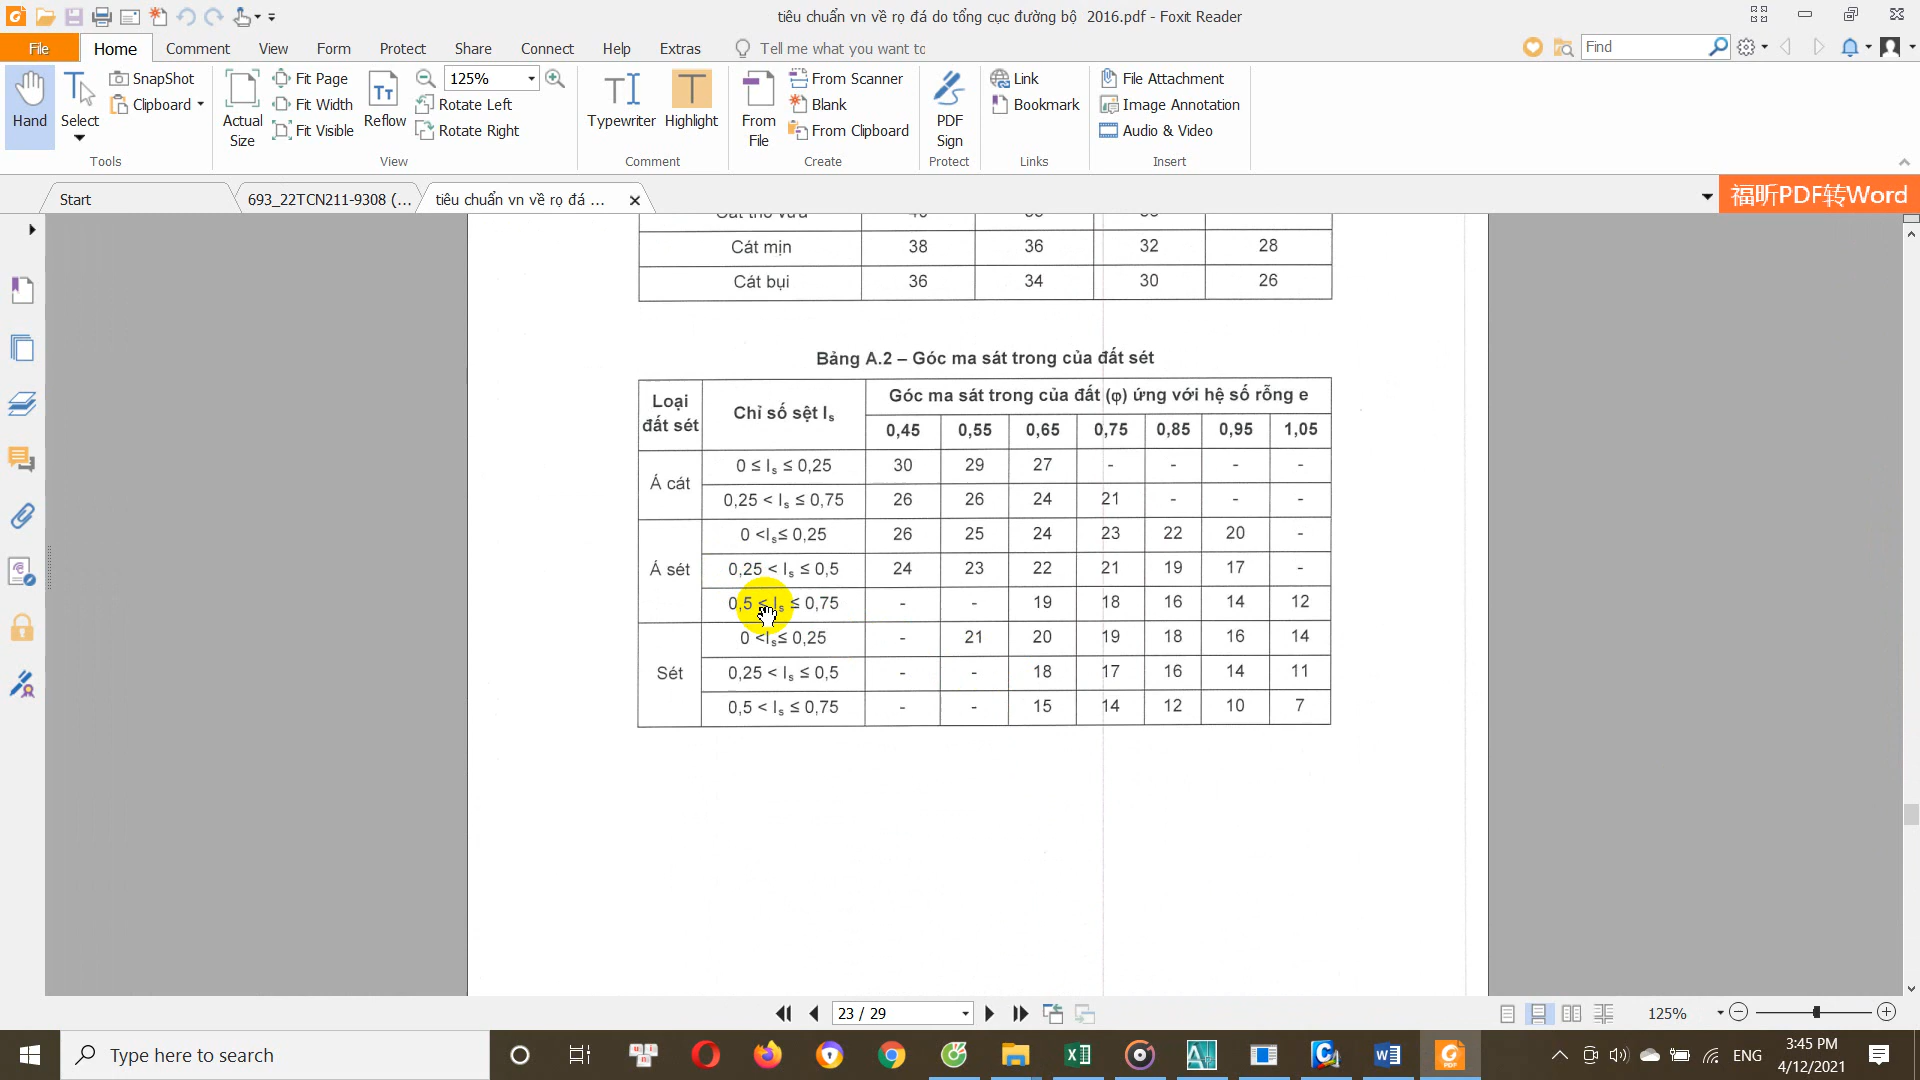 tiêu chuẩn vn về rọ đá do tổng cục đường bộ 2016.pdf - Foxit Reader
File Home Comment View Form Protect Share Connect Help Extras Tell me what you want to Find
Hand Select SnapShot Clipboard
Tools
Actual Size Fit Page Fit Width Fit Visible Reflow 125% Rotate Left Rotate Right
View
Typewriter Highlight
Comment
From File From Scanner Blank From Clipboard
Create
PDF Sign
Protect
Link Bookmark
Links
File Attachment Image Annotation Audio & Video
Insert
Start 693_22TCN211-9308 (... tiêu chuẩn vn về rọ đá ... 福昕PDF转Word
Cát mịn 38 36 32 28
Cát bụi 36 34 30 26
Bảng A.2 – Góc ma sát trong của đất sét
Loại đất sét Chỉ số sệt Is Góc ma sát trong của đất (φ) ứng với hệ số rỗng e
0,45 0,55 0,65 0,75 0,85 0,95 1,05
Á cát 0 ≤ Is ≤ 0,25 30 29 27 - - - -
0,25 < Is ≤ 0,75 26 26 24 21 - - -
Á sét 0 <Is≤ 0,25 26 25 24 23 22 20 -
0,25 < Is ≤ 0,5 24 23 22 21 19 17 -
0,5 < Is ≤ 0,75 - - 19 18 16 14 12
Sét 0 <Is≤ 0,25 - 21 20 19 18 16 14
0,25 < Is ≤ 0,5 - - 18 17 16 14 11
0,5 < Is ≤ 0,75 - - 15 14 12 10 7
23 / 29 125%
Type here to search ENG 3:45 PM
4/12/2021